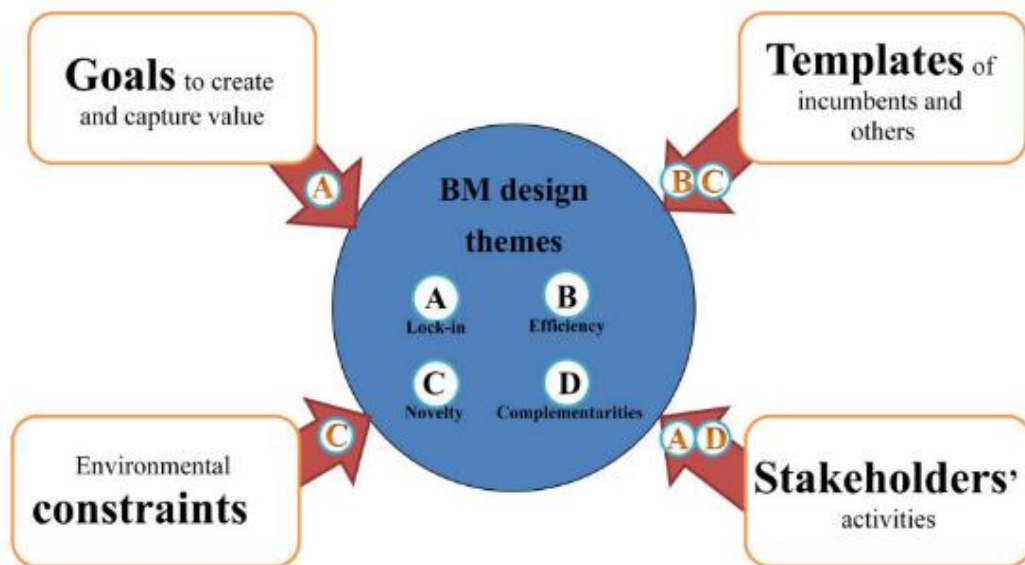 Goals to create
and capture value
A
Templates of
incumbents and
others
B C
BM design
themes
A
Lock-in
B
Efficiency
C
Novelty
D
Complementarities
Environmental
constraints
C
Stakeholders’
activities
A D